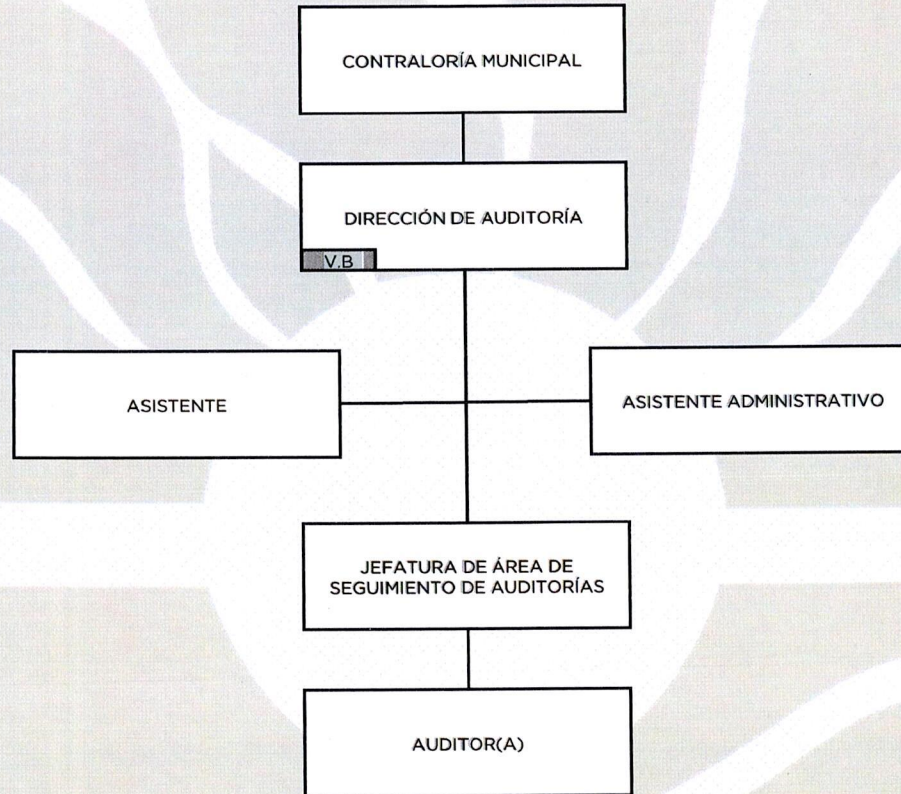 CONTRALORÍA MUNICIPAL
DIRECCIÓN DE AUDITORÍA
V.B
ASISTENTE
ASISTENTE ADMINISTRATIVO
JEFATURA DE ÁREA DE
SEGUIMIENTO DE AUDITORÍAS
AUDITOR(A)